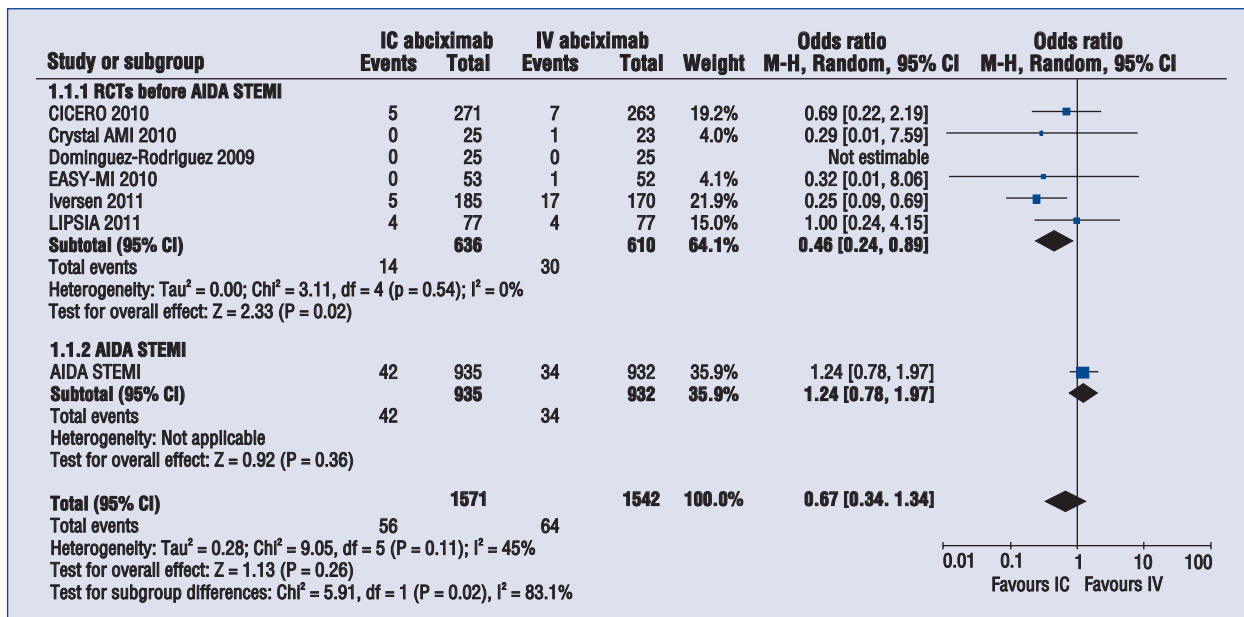 IC abciximab IV abciximab Odds ratio Odds ratio
Study or subgroup Events Total Events Total Weight M-H, Random, 95% CI M-H, Random, 95% CI
1.1.1 RCTs before AIDA STEMI
CICERO 2010 5 271 7 263 19.2% 0.69 [0.22, 2.19]
Crystal AMI 2010 0 25 1 23 4.0% 0.29 [0.01, 7.59]
Dominguez-Rodriguez 2009 0 25 0 25 Not estimable
EASY-MI 2010 0 53 1 52 4.1% 0.32 [0.01, 8.06]
Iversen 2011 5 185 17 170 21.9% 0.25 [0.09, 0.69]
LIPSIA 2011 4 77 4 77 15.0% 1.00 [0.24, 4.15]
Subtotal (95% CI) 636 610 64.1% 0.46 [0.24, 0.89]
Total events 14 30
Heterogeneity: Tau² = 0.00; Chi² = 3.11, df = 4 (p = 0.54); I² = 0%
Test for overall effect: Z = 2.33 (P = 0.02)
1.1.2 AIDA STEMI
AIDA STEMI 42 935 34 932 35.9% 1.24 [0.78, 1.97]
Subtotal (95% CI) 935 932 35.9% 1.24 [0.78, 1.97]
Total events 42 34
Heterogeneity: Not applicable
Test for overall effect: Z = 0.92 (P = 0.36)
Total (95% CI) 1571 1542 100.0% 0.67 [0.34. 1.34]
Total events 56 64
Heterogeneity: Tau² = 0.28; Chi² = 9.05, df = 5 (P = 0.11); I² = 45%
Test for overall effect: Z = 1.13 (P = 0.26)
Test for subgroup differences: Chi² = 5.91, df = 1 (P = 0.02), I² = 83.1%
0.01 0.1 1 10 100
Favours IC Favours IV